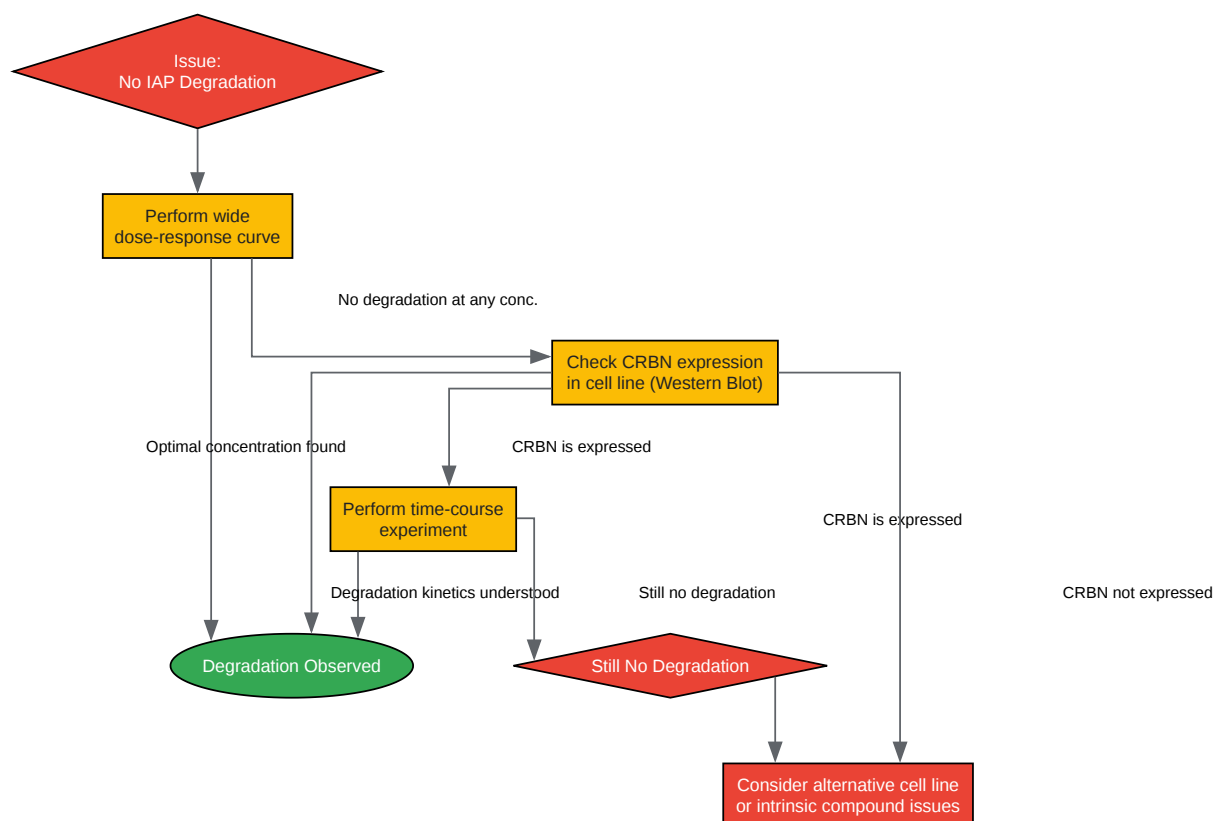 Issue:
No IAP Degradation
Perform wide
dose-response curve
No degradation at any conc.
Check CRBN expression
in cell line (Western Blot)
Optimal concentration found
CRBN is expressed
Perform time-course
experiment
CRBN is expressed
Degradation kinetics understood
Still no degradation
CRBN not expressed
Degradation Observed
Still No Degradation
Consider alternative cell line
or intrinsic compound issues